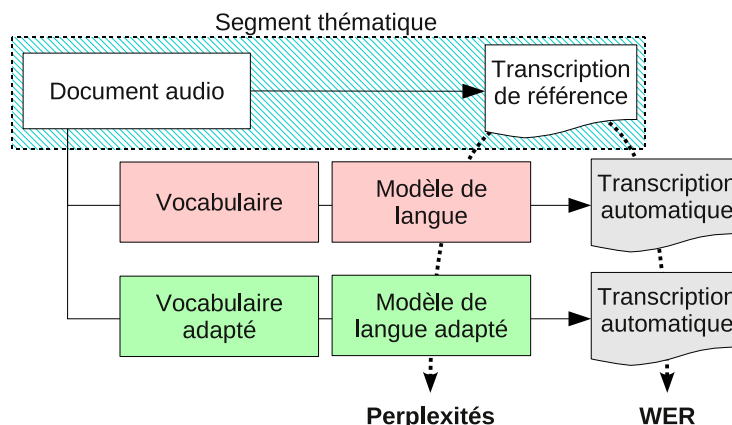 Segment thématique
Document audio
Transcription
de référence
Vocabulaire
Modèle de
langue
Transcription
automatique
Vocabulaire
adapté
Modèle de
langue adapté
Transcription
automatique
Perplexités
WER